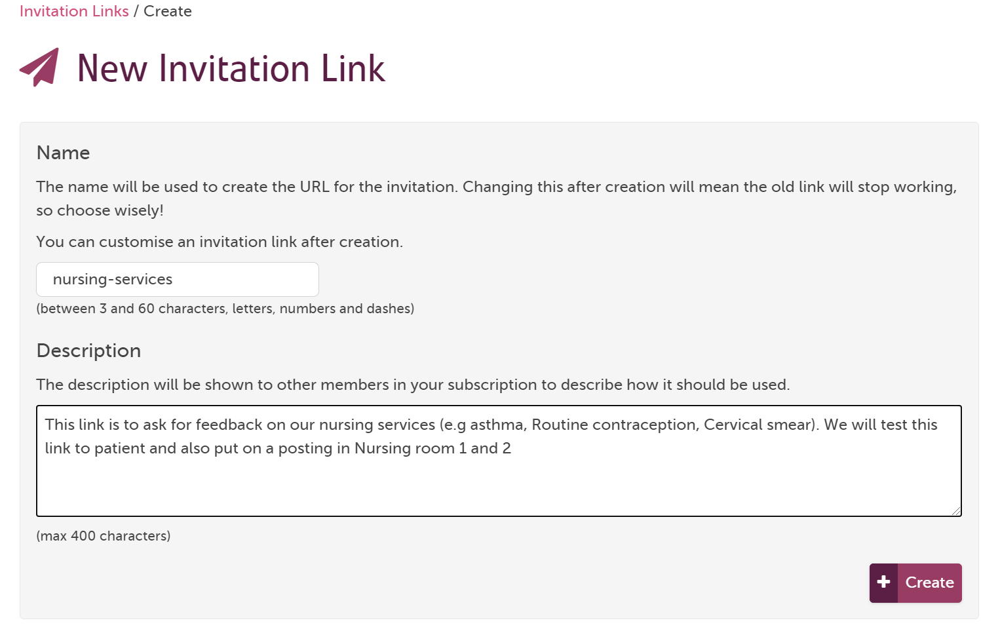 Invitation Links / Create
New Invitation Link
Name
The name will be used to create the URL for the invitation. Changing this after creation will mean the old link will stop working,
so choose wisely!
You can customise an invitation link after creation.
nursing-services
(between 3 and 60 characters, letters, numbers and dashes)
Description
The description will be shown to other members in your subscription to describe how it should be used.
This link is to ask for feedback on our nursing services (e.g asthma, Routine contraception, Cervical smear). We will test this
link to patient and also put on a posting in Nursing room 1 and 2
(max 400 characters)
Create